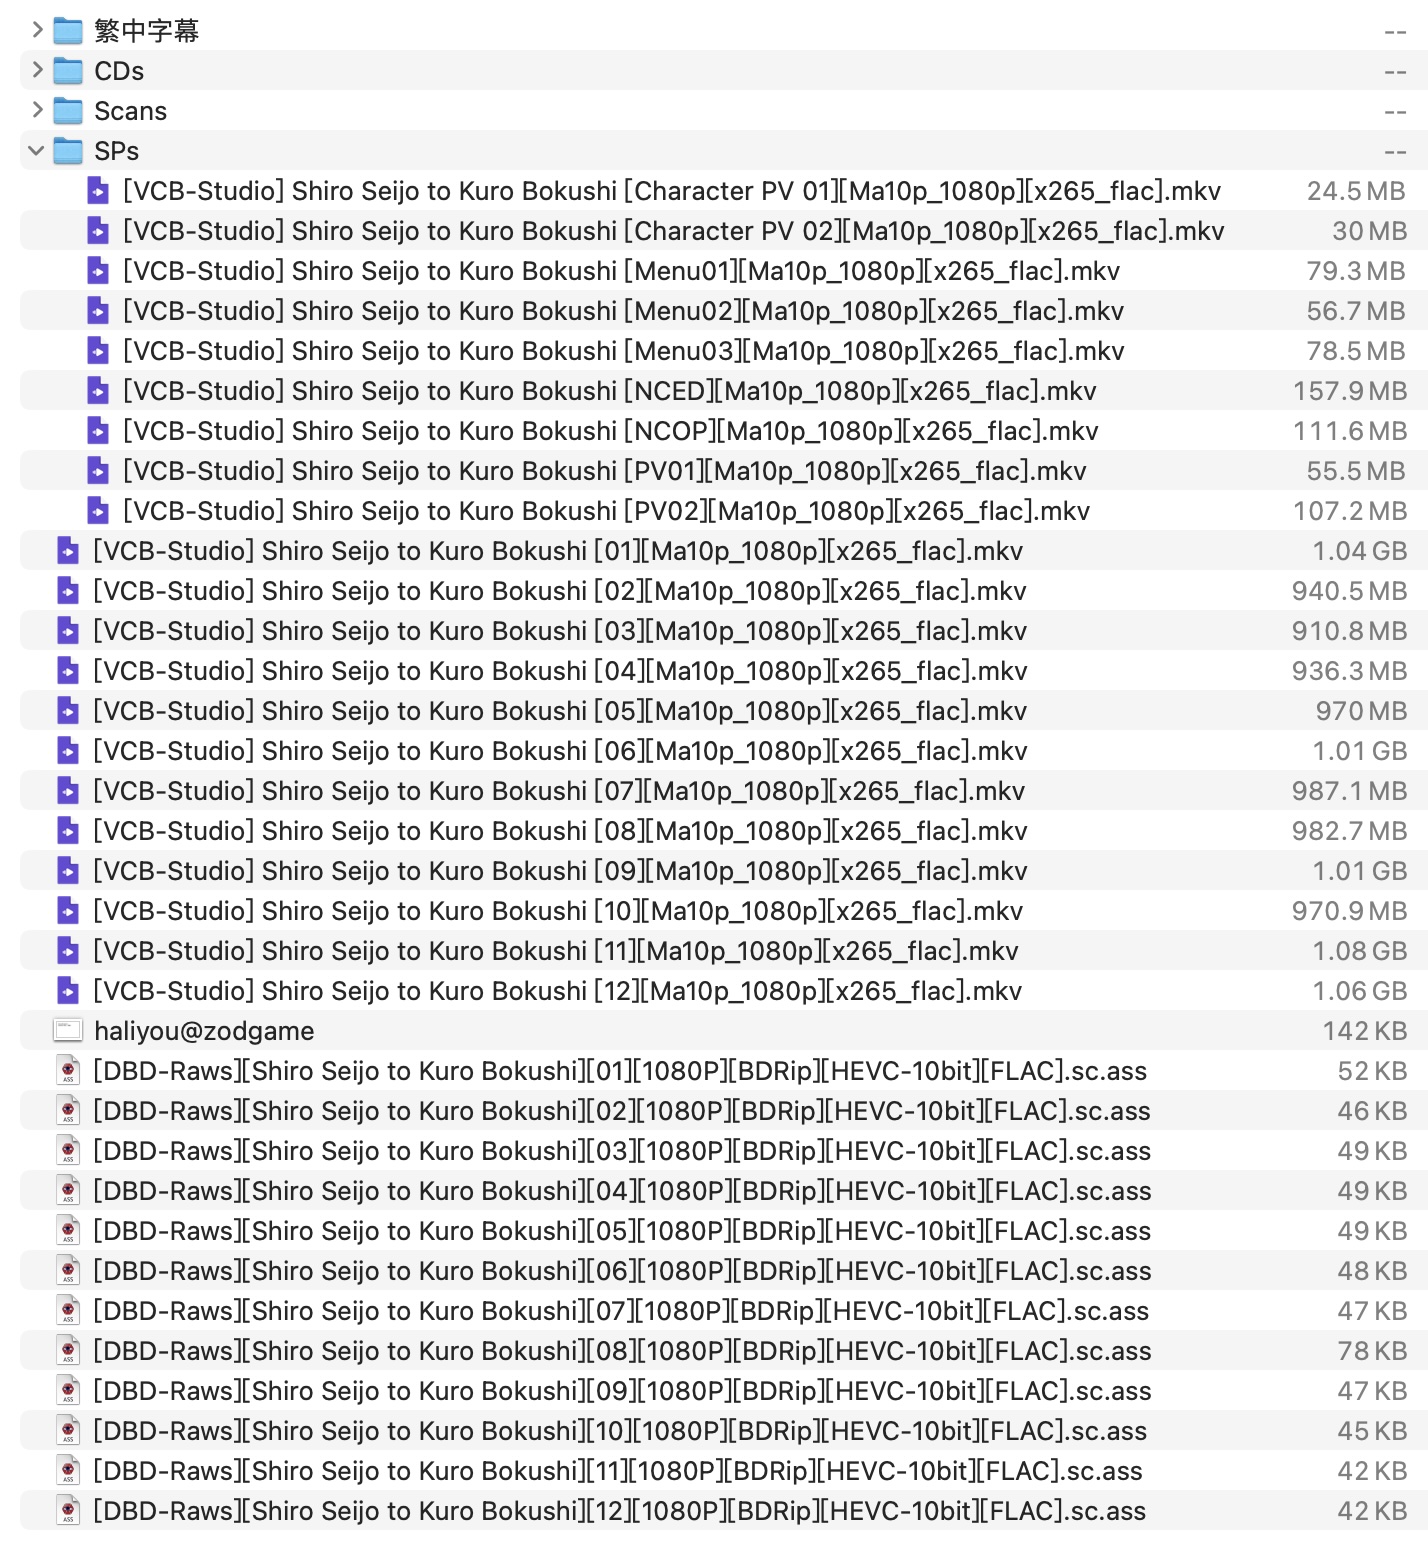 繁中字幕 --
CDs --
Scans --
SPs --
[VCB-Studio] Shiro Seijo to Kuro Bokushi [Character PV 01][Ma10p_1080p][x265_flac].mkv 24.5 MB
[VCB-Studio] Shiro Seijo to Kuro Bokushi [Character PV 02][Ma10p_1080p][x265_flac].mkv 30 MB
[VCB-Studio] Shiro Seijo to Kuro Bokushi [Menu01][Ma10p_1080p][x265_flac].mkv 79.3 MB
[VCB-Studio] Shiro Seijo to Kuro Bokushi [Menu02][Ma10p_1080p][x265_flac].mkv 56.7 MB
[VCB-Studio] Shiro Seijo to Kuro Bokushi [Menu03][Ma10p_1080p][x265_flac].mkv 78.5 MB
[VCB-Studio] Shiro Seijo to Kuro Bokushi [NCED][Ma10p_1080p][x265_flac].mkv 157.9 MB
[VCB-Studio] Shiro Seijo to Kuro Bokushi [NCOP][Ma10p_1080p][x265_flac].mkv 111.6 MB
[VCB-Studio] Shiro Seijo to Kuro Bokushi [PV01][Ma10p_1080p][x265_flac].mkv 55.5 MB
[VCB-Studio] Shiro Seijo to Kuro Bokushi [PV02][Ma10p_1080p][x265_flac].mkv 107.2 MB
[VCB-Studio] Shiro Seijo to Kuro Bokushi [01][Ma10p_1080p][x265_flac].mkv 1.04 GB
[VCB-Studio] Shiro Seijo to Kuro Bokushi [02][Ma10p_1080p][x265_flac].mkv 940.5 MB
[VCB-Studio] Shiro Seijo to Kuro Bokushi [03][Ma10p_1080p][x265_flac].mkv 910.8 MB
[VCB-Studio] Shiro Seijo to Kuro Bokushi [04][Ma10p_1080p][x265_flac].mkv 936.3 MB
[VCB-Studio] Shiro Seijo to Kuro Bokushi [05][Ma10p_1080p][x265_flac].mkv 970 MB
[VCB-Studio] Shiro Seijo to Kuro Bokushi [06][Ma10p_1080p][x265_flac].mkv 1.01 GB
[VCB-Studio] Shiro Seijo to Kuro Bokushi [07][Ma10p_1080p][x265_flac].mkv 987.1 MB
[VCB-Studio] Shiro Seijo to Kuro Bokushi [08][Ma10p_1080p][x265_flac].mkv 982.7 MB
[VCB-Studio] Shiro Seijo to Kuro Bokushi [09][Ma10p_1080p][x265_flac].mkv 1.01 GB
[VCB-Studio] Shiro Seijo to Kuro Bokushi [10][Ma10p_1080p][x265_flac].mkv 970.9 MB
[VCB-Studio] Shiro Seijo to Kuro Bokushi [11][Ma10p_1080p][x265_flac].mkv 1.08 GB
[VCB-Studio] Shiro Seijo to Kuro Bokushi [12][Ma10p_1080p][x265_flac].mkv 1.06 GB
haliyou@zodgame 142 KB
[DBD-Raws][Shiro Seijo to Kuro Bokushi][01][1080P][BDRip][HEVC-10bit][FLAC].sc.ass 52 KB
[DBD-Raws][Shiro Seijo to Kuro Bokushi][02][1080P][BDRip][HEVC-10bit][FLAC].sc.ass 46 KB
[DBD-Raws][Shiro Seijo to Kuro Bokushi][03][1080P][BDRip][HEVC-10bit][FLAC].sc.ass 49 KB
[DBD-Raws][Shiro Seijo to Kuro Bokushi][04][1080P][BDRip][HEVC-10bit][FLAC].sc.ass 49 KB
[DBD-Raws][Shiro Seijo to Kuro Bokushi][05][1080P][BDRip][HEVC-10bit][FLAC].sc.ass 49 KB
[DBD-Raws][Shiro Seijo to Kuro Bokushi][06][1080P][BDRip][HEVC-10bit][FLAC].sc.ass 48 KB
[DBD-Raws][Shiro Seijo to Kuro Bokushi][07][1080P][BDRip][HEVC-10bit][FLAC].sc.ass 47 KB
[DBD-Raws][Shiro Seijo to Kuro Bokushi][08][1080P][BDRip][HEVC-10bit][FLAC].sc.ass 78 KB
[DBD-Raws][Shiro Seijo to Kuro Bokushi][09][1080P][BDRip][HEVC-10bit][FLAC].sc.ass 47 KB
[DBD-Raws][Shiro Seijo to Kuro Bokushi][10][1080P][BDRip][HEVC-10bit][FLAC].sc.ass 45 KB
[DBD-Raws][Shiro Seijo to Kuro Bokushi][11][1080P][BDRip][HEVC-10bit][FLAC].sc.ass 42 KB
[DBD-Raws][Shiro Seijo to Kuro Bokushi][12][1080P][BDRip][HEVC-10bit][FLAC].sc.ass 42 KB